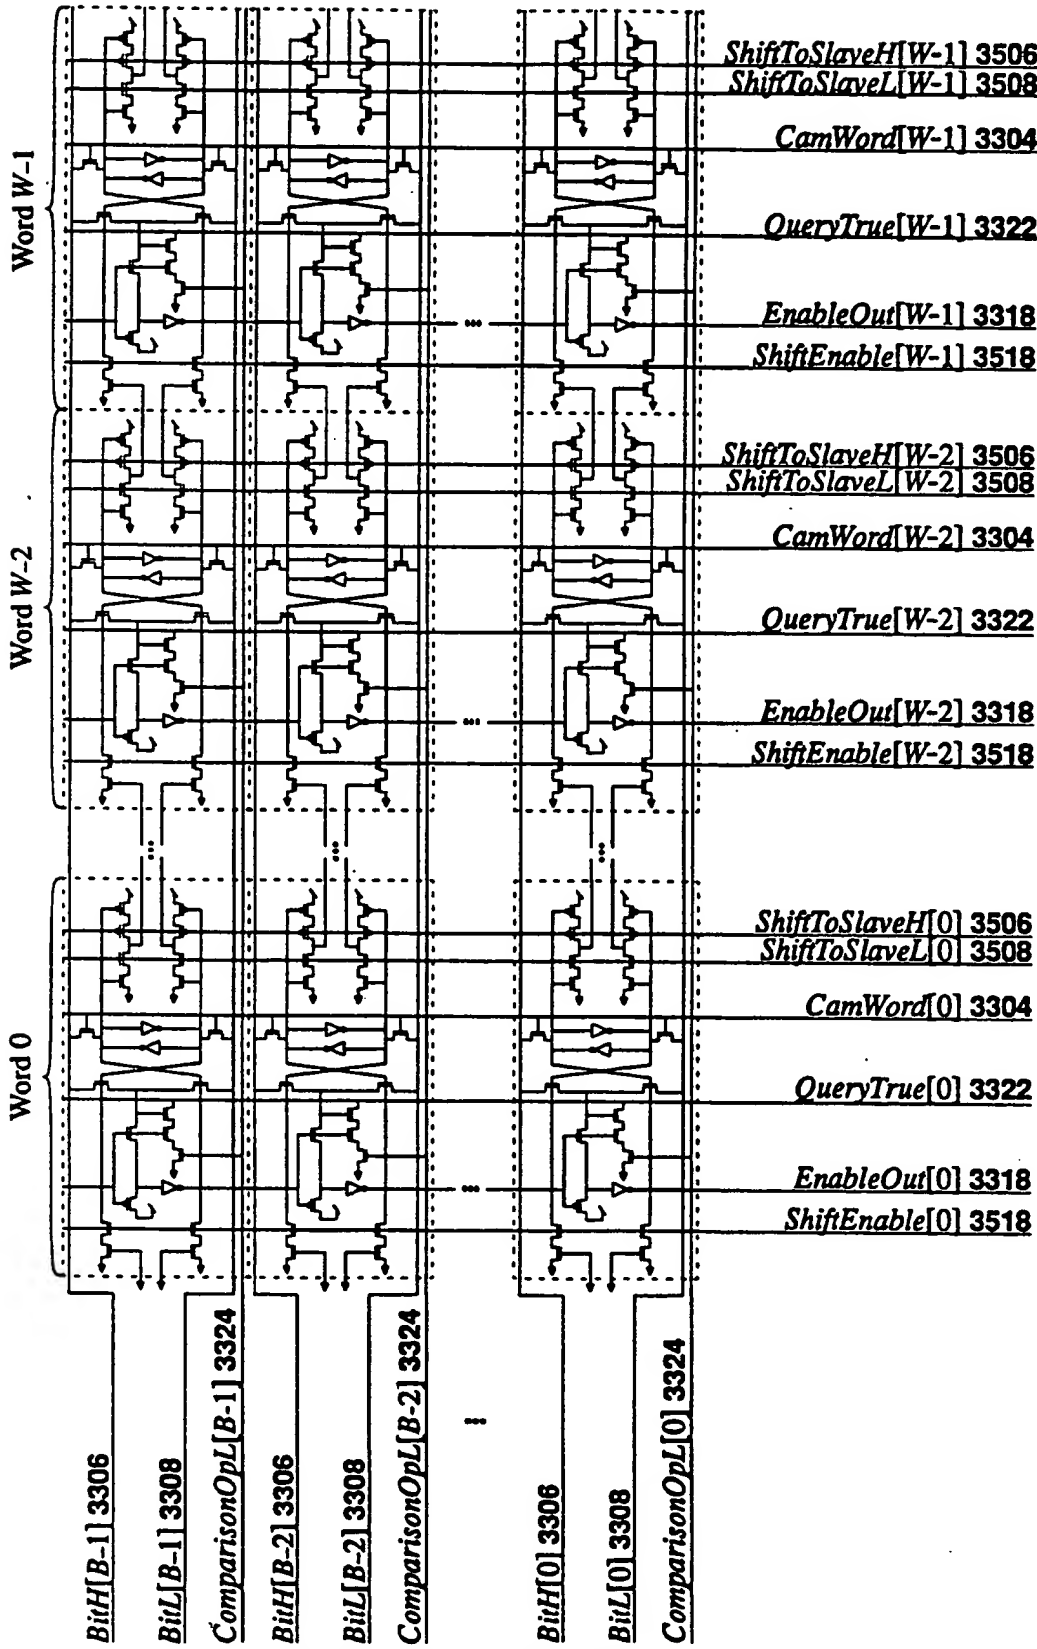 Word W-1
ShiftToSlaveH[W-1] 3506
ShiftToSlaveL[W-1] 3508
CamWord[W-1] 3304
QueryTrue[W-1] 3322
...
EnableOut[W-1] 3318
ShiftEnable[W-1] 3518
Word W-2
ShiftToSlaveH[W-2] 3506
ShiftToSlaveL[W-2] 3508
CamWord[W-2] 3304
QueryTrue[W-2] 3322
...
EnableOut[W-2] 3318
ShiftEnable[W-2] 3518
... ... ...
Word 0
ShiftToSlaveH[0] 3506
ShiftToSlaveL[0] 3508
CamWord[0] 3304
QueryTrue[0] 3322
...
EnableOut[0] 3318
ShiftEnable[0] 3518
BitH[B-1] 3306
BitL[B-1] 3308
ComparisonOpL[B-1] 3324
BitH[B-2] 3306
BitL[B-2] 3308
ComparisonOpL[B-2] 3324
...
BitH[0] 3306
BitL[0] 3308
ComparisonOpL[0] 3324